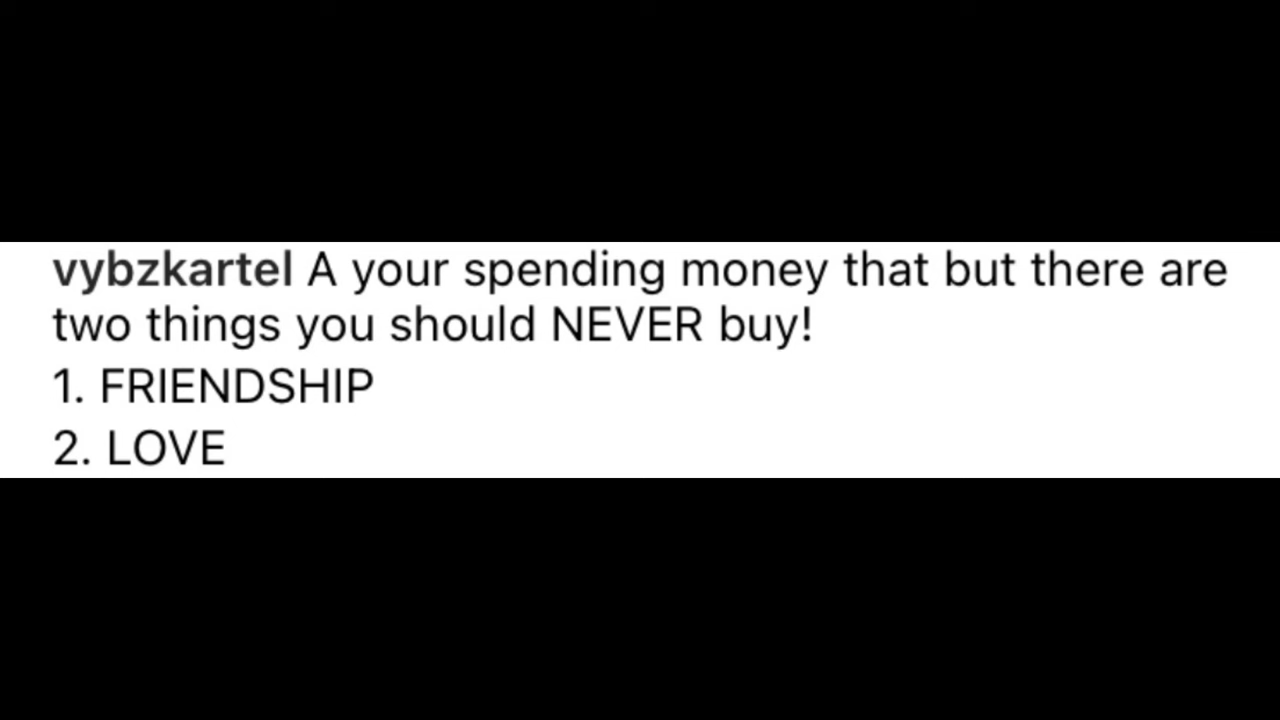 vybzkartel A your spending money that but there are
two things you should NEVER buy!
1. FRIENDSHIP
2. LOVE